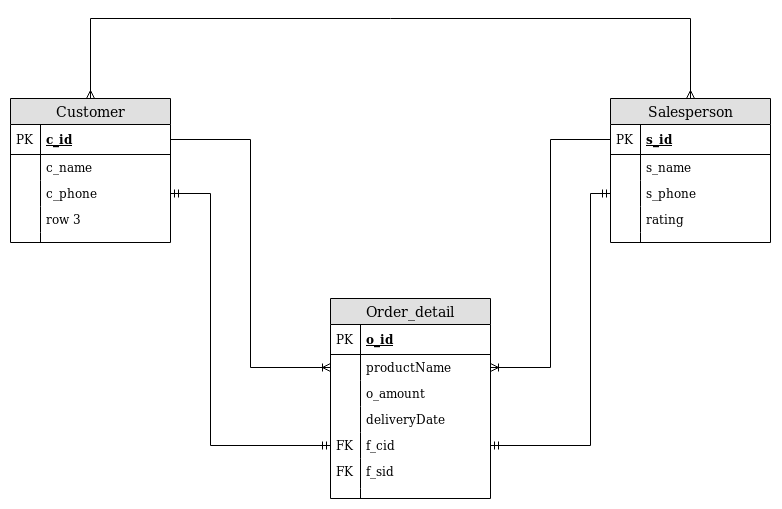 Customer
PK c_id
c_name
c_phone
row 3
Salesperson
PK s_id
s_name
s_phone
rating
Order_detail
PK o_id
productName
o_amount
deliveryDate
FK f_cid
FK f_sid